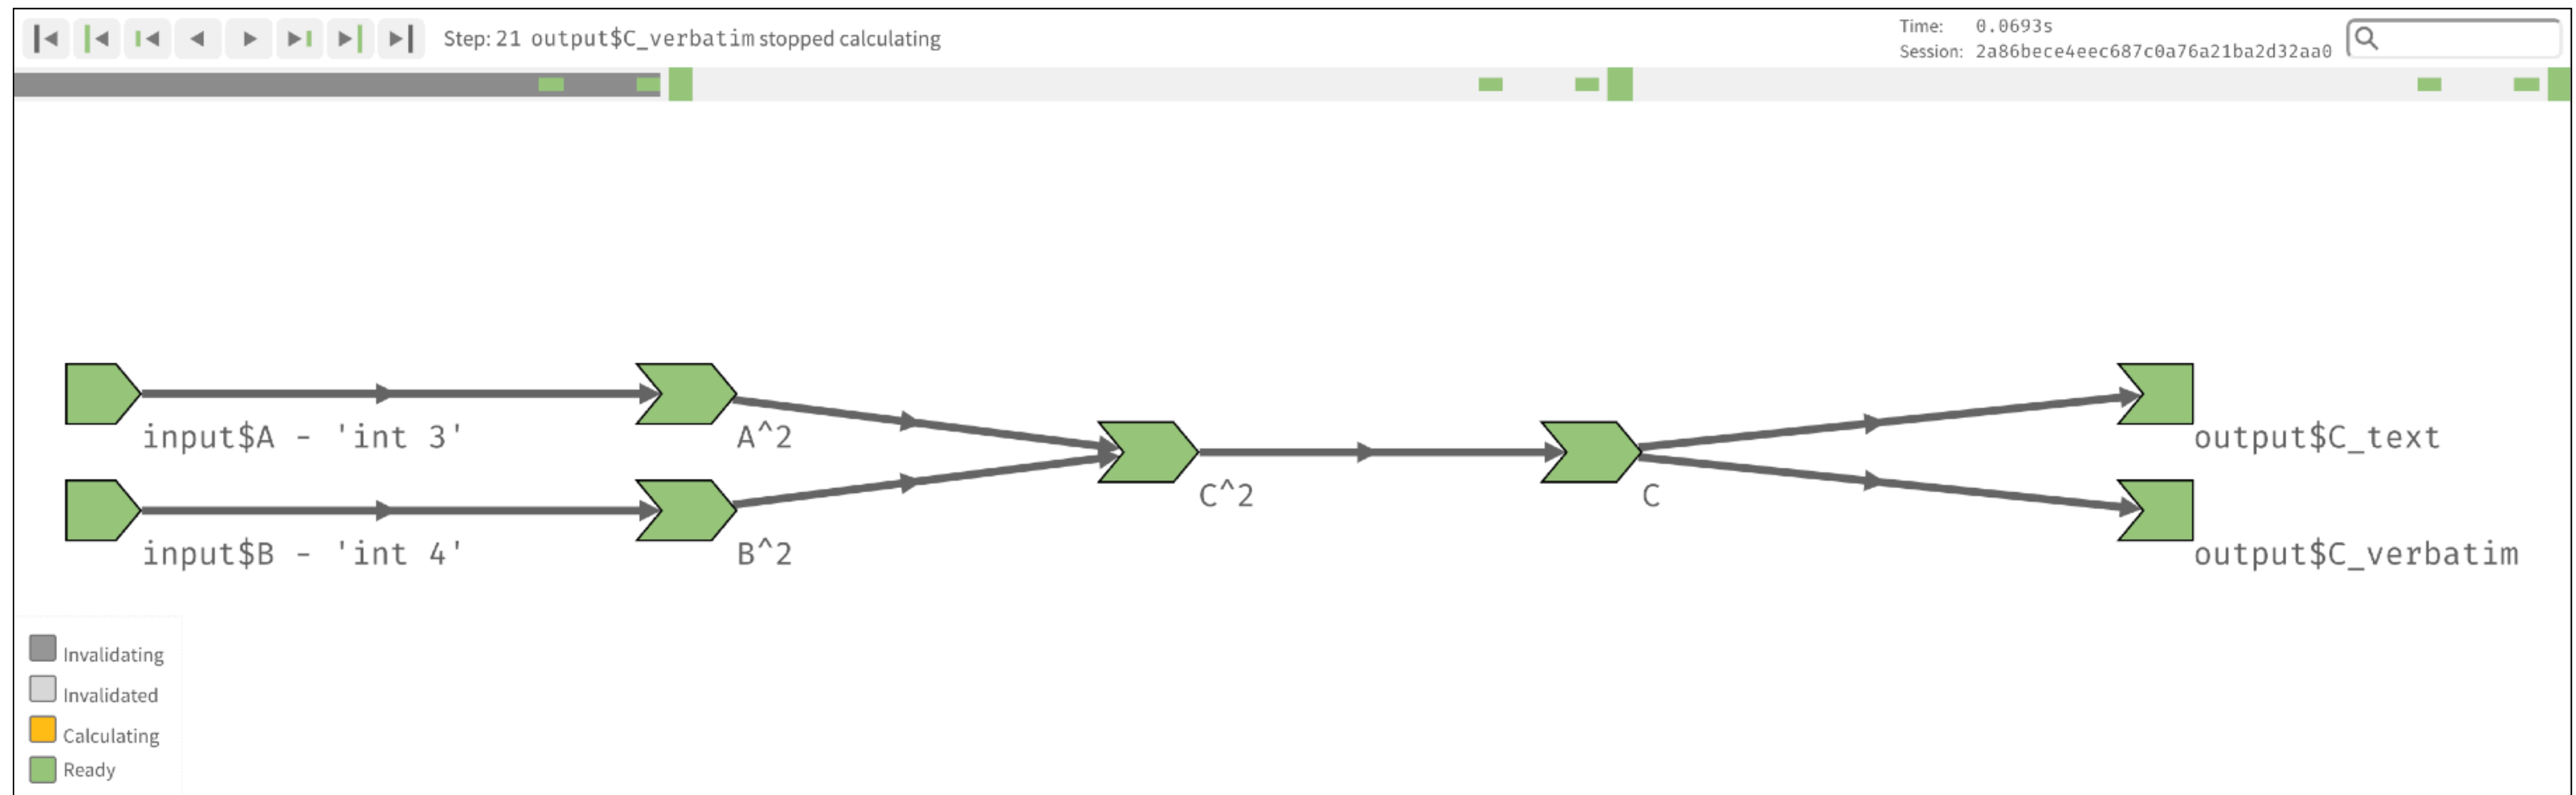 Step: 21 output$C_verbatim stopped calculating
Time: 0.0693s
Session: 2a86bece4eec687c0a76a21ba2d32aa0
input$A - 'int 3'
A^2
output$C_text
C^2
C
input$B - 'int 4'
B^2
output$C_verbatim
Invalidating
Invalidated
Calculating
Ready